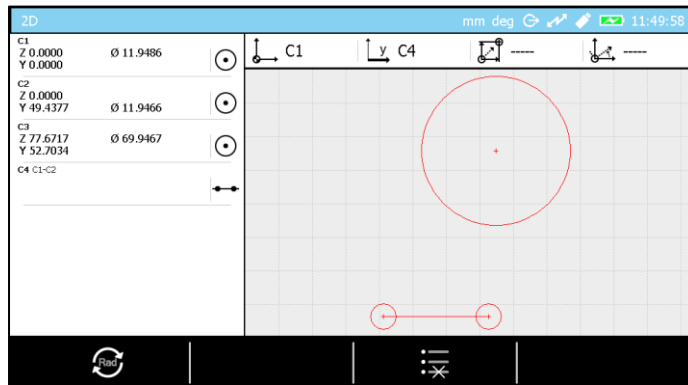 2D
mm deg 11:49:58
C1
Z 0.0000 Ø 11.9486
Y 0.0000
C2
Z 0.0000 Ø 11.9466
Y 49.4377
C3
Z 77.6717 Ø 69.9467
Y 52.7034
C4 C1-C2
C1
y C4
-----
-----
Rad